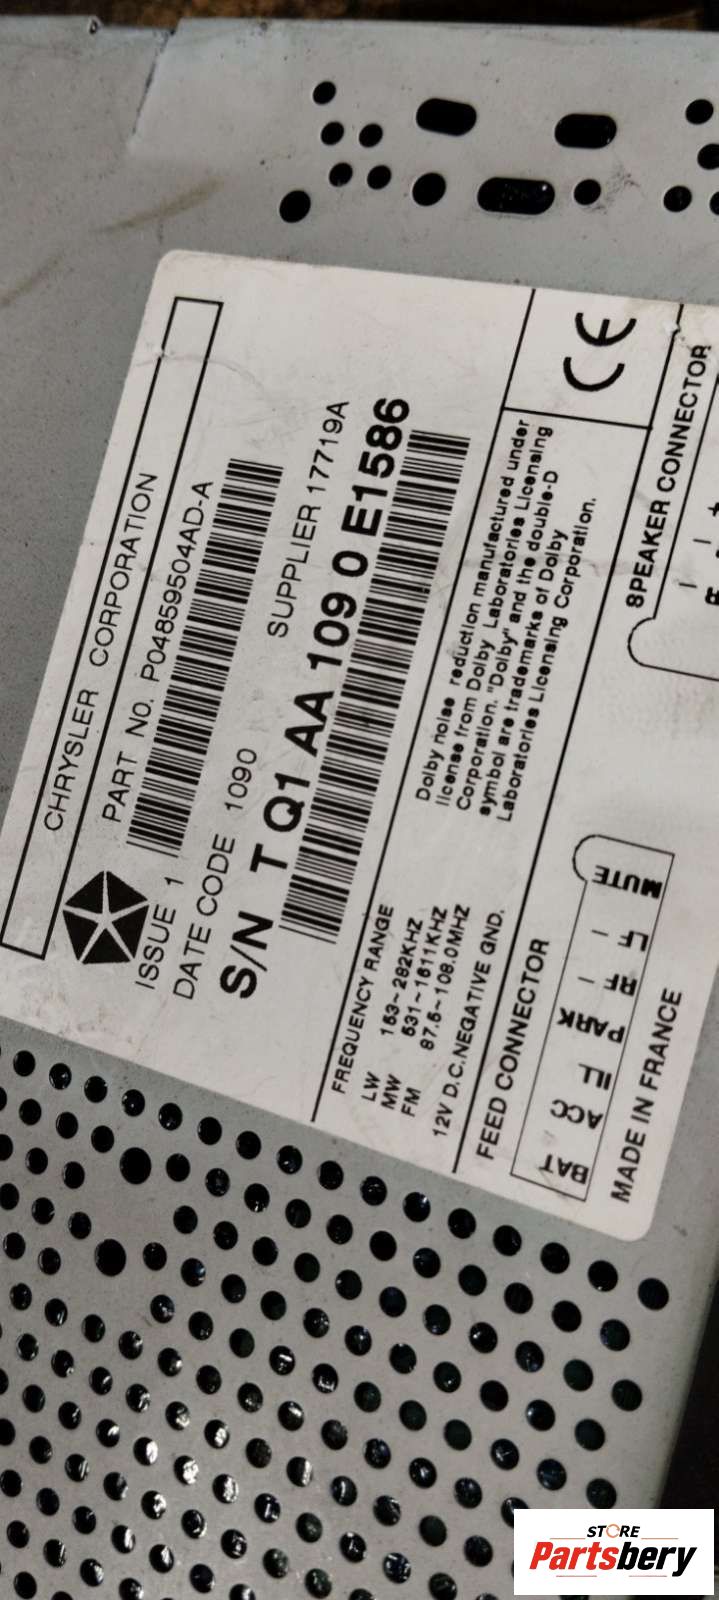 CHRYSLER CORPORATION
PART NO. P04859504AD-A
ISSUE 1
DATE CODE 1090
SUPPLIER 17719A
S/N T Q1 AA 109 0 E1586
FREQUENCY RANGE
LW 153~282KHZ
MW 531~1611KHZ
FM 87.5~108.0MHZ
12V D.C. NEGATIVE GND.
Dolby noise reduction manufactured under
license from Dolby Laboratories Licensing
Corporation. "Dolby" and the double-D
symbol are trademarks of Dolby
Laboratories Licensing Corporation.
CE
FEED CONNECTOR
BAT ACC ILL PARK RF - LF - MUTE
SPEAKER CONNECTOR
MADE IN FRANCE
STORE
Partsbery